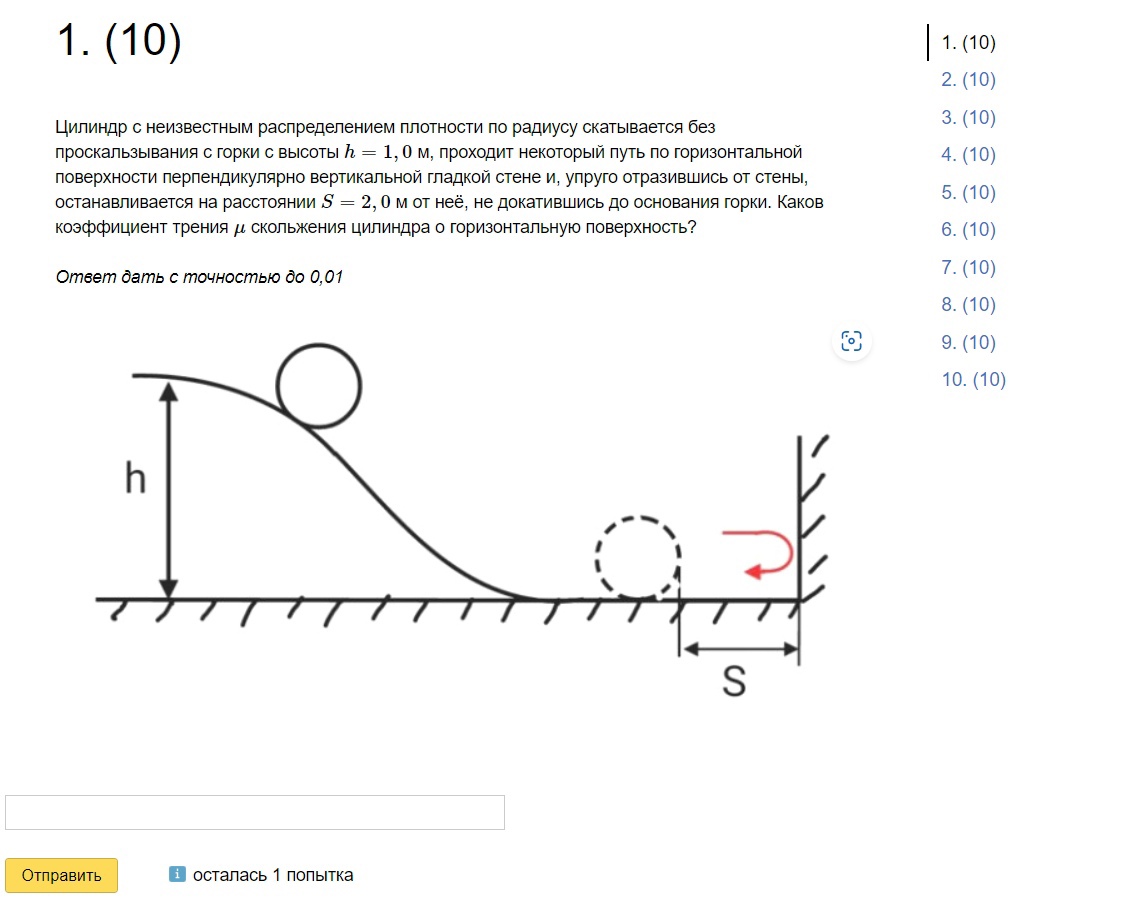 1. (10)
Цилиндр с неизвестным распределением плотности по радиусу скатывается без
проскальзывания с горки с высоты h = 1, 0 м, проходит некоторый путь по горизонтальной
поверхности перпендикулярно вертикальной гладкой стене и, упруго отразившись от стены,
останавливается на расстоянии S = 2, 0 м от неё, не докатившись до основания горки. Каков
коэффициент трения μ скольжения цилиндра о горизонтальную поверхность?
Ответ дать с точностью до 0,01
h
S
Отправить
i осталась 1 попытка
1. (10)
2. (10)
3. (10)
4. (10)
5. (10)
6. (10)
7. (10)
8. (10)
9. (10)
10. (10)